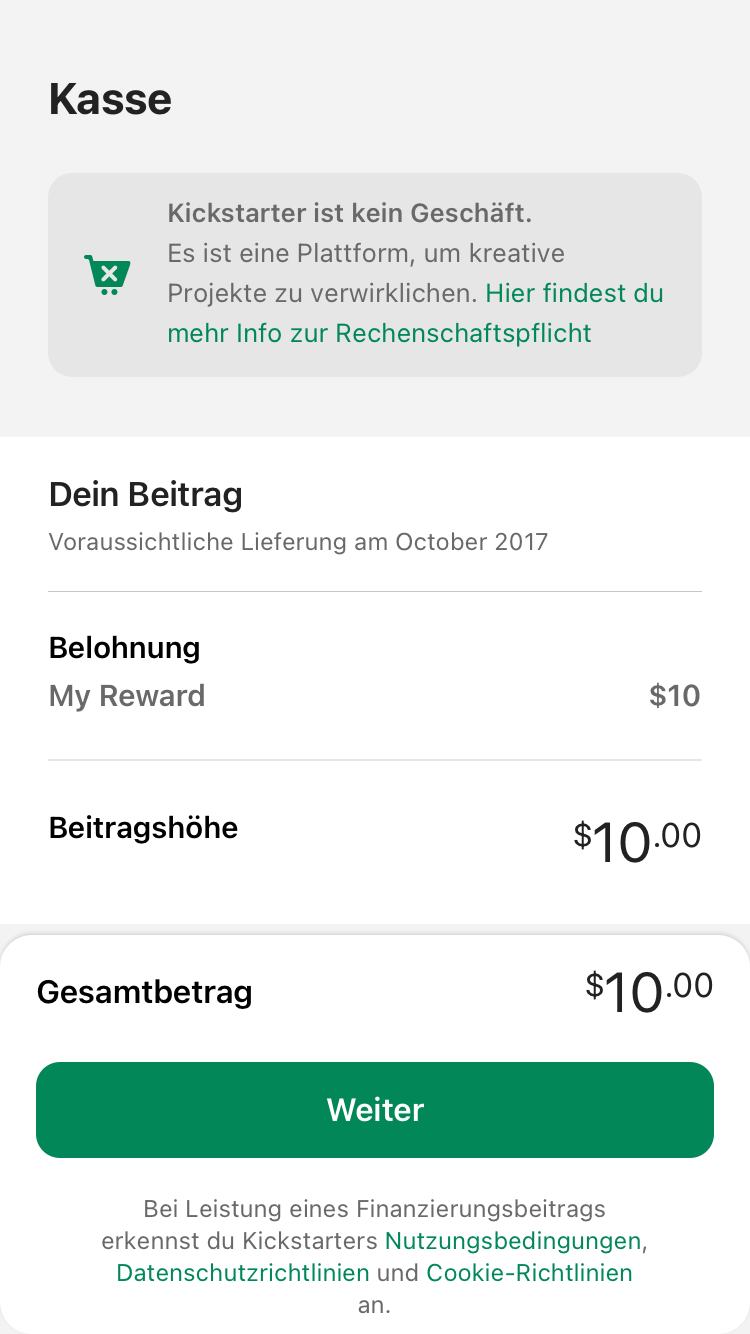 Kasse
Kickstarter ist kein Geschäft.
Es ist eine Plattform, um kreative
Projekte zu verwirklichen. Hier findest du
mehr Info zur Rechenschaftspflicht
Dein Beitrag
Voraussichtliche Lieferung am October 2017
Belohnung
My Reward $10
Beitragshöhe $10.00
Gesamtbetrag $10.00
Weiter
Bei Leistung eines Finanzierungsbeitrags
erkennst du Kickstarters Nutzungsbedingungen,
Datenschutzrichtlinien und Cookie-Richtlinien
an.